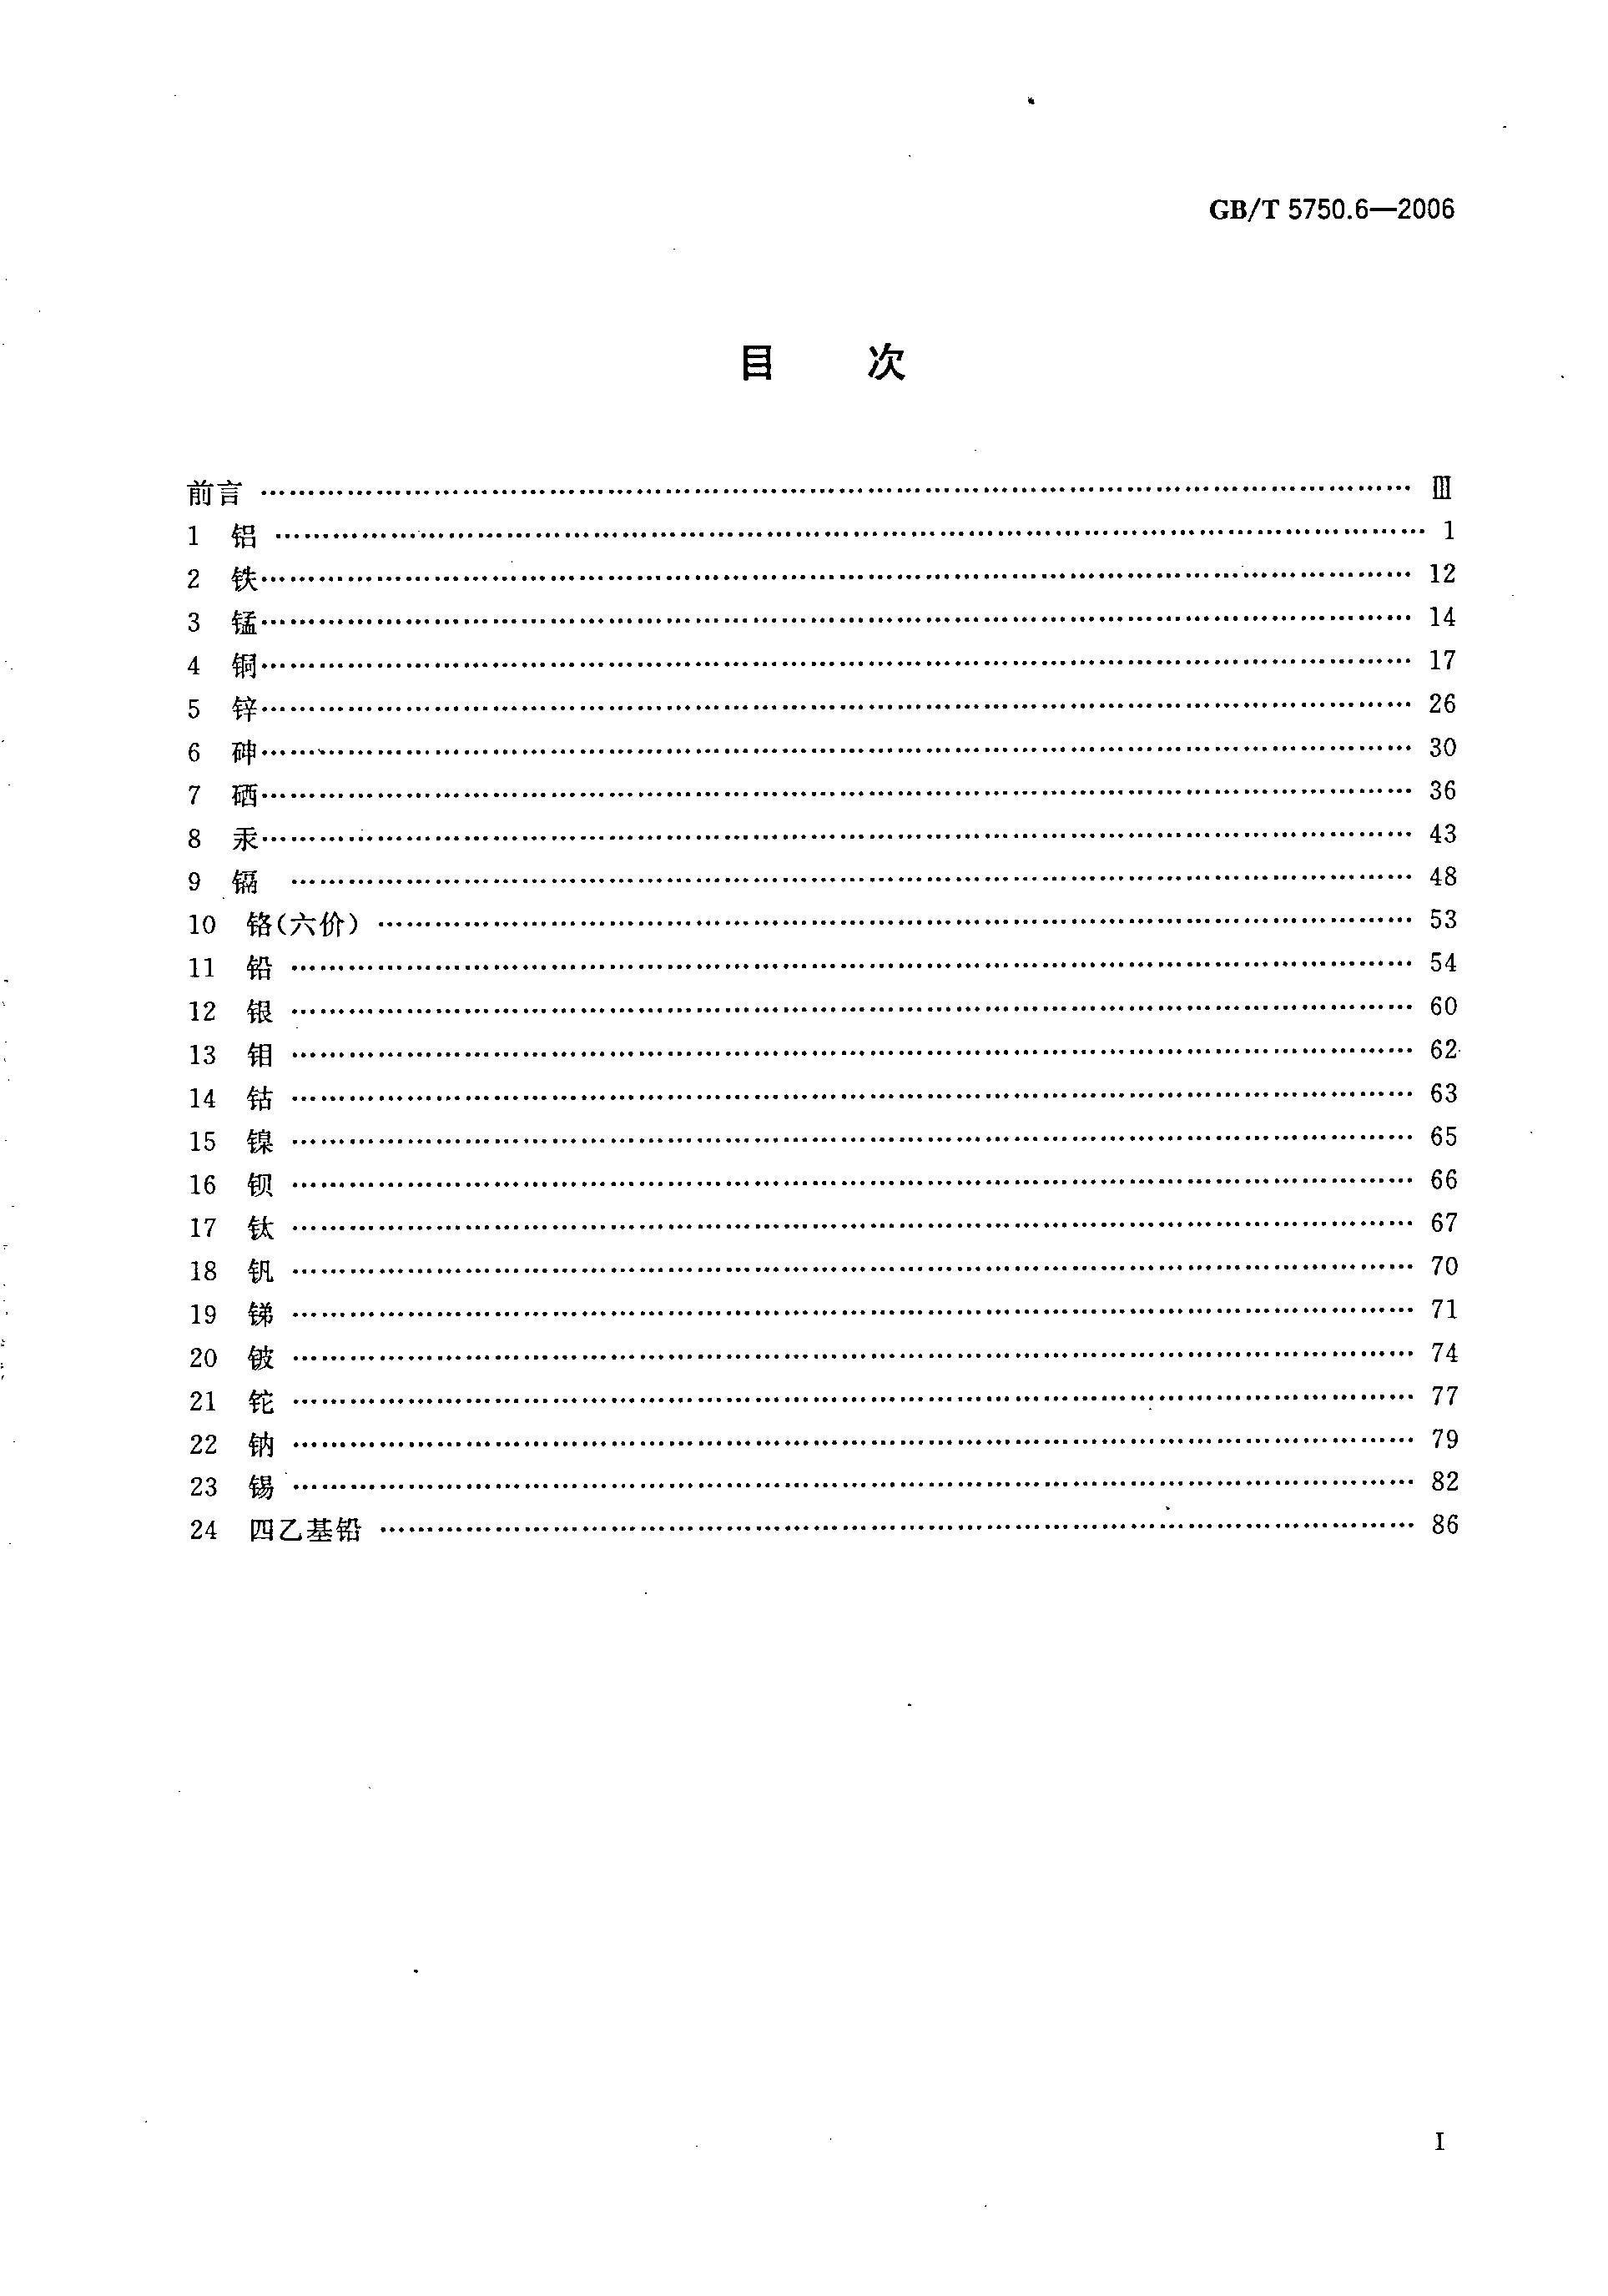 GB/T 5750.6—2006
目 次
前言 …… Ⅲ
1 铝 …… 1
2 铁 …… 12
3 锰 …… 14
4 铜 …… 17
5 锌 …… 26
6 砷 …… 30
7 硒 …… 36
8 汞 …… 43
9 镉 …… 48
10 铬(六价) …… 53
11 铅 …… 54
12 银 …… 60
13 钼 …… 62
14 钴 …… 63
15 镍 …… 65
16 钡 …… 66
17 钛 …… 67
18 钒 …… 70
19 锑 …… 71
20 铍 …… 74
21 铊 …… 77
22 钠 …… 79
23 锡 …… 82
24 四乙基铅 …… 86
I